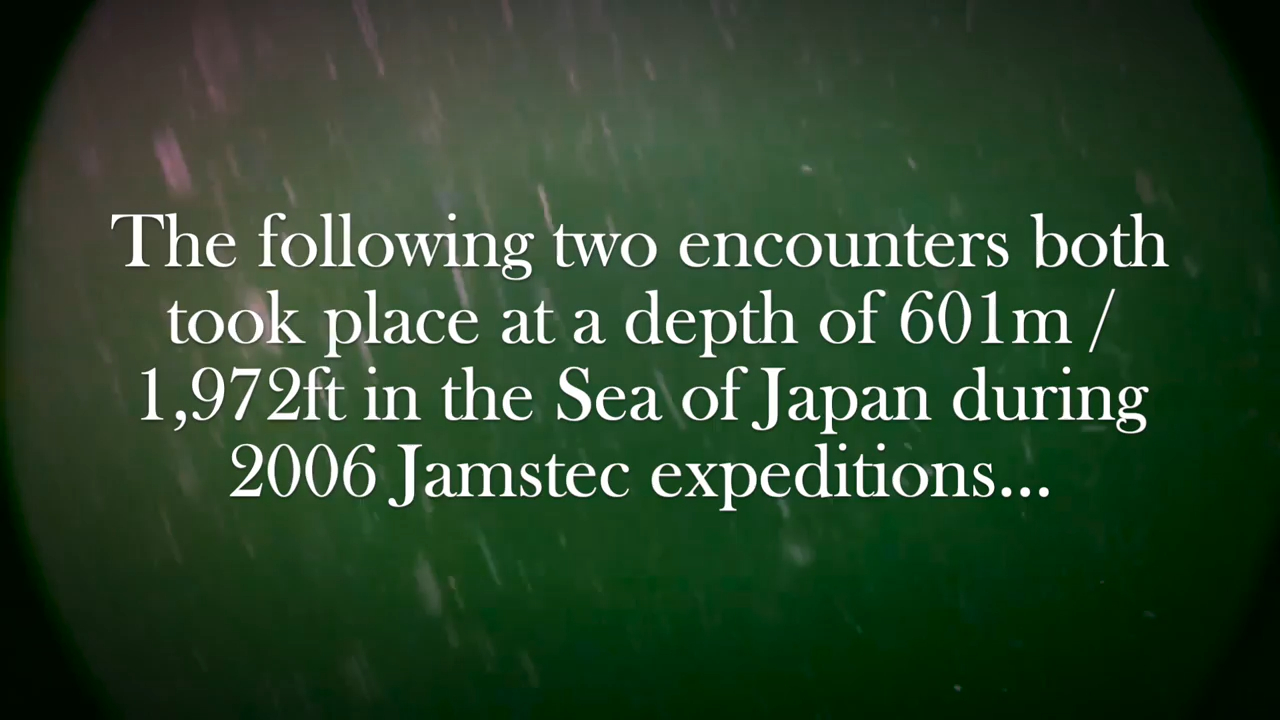 The following two encounters both
took place at a depth of 601m /
1,972ft in the Sea of Japan during
2006 Jamstec expeditions...